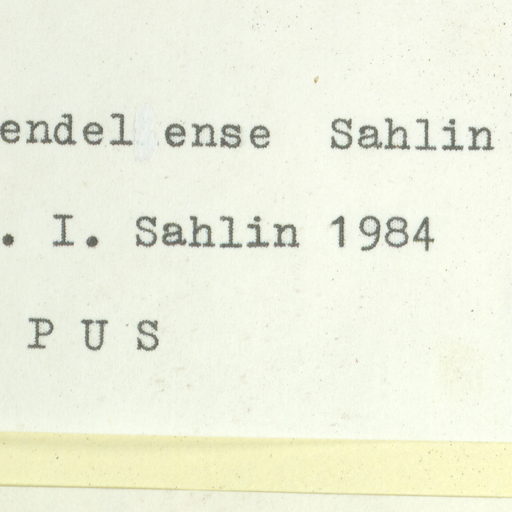 endel ense Sahlin
. I. Sahlin 1984
P U S